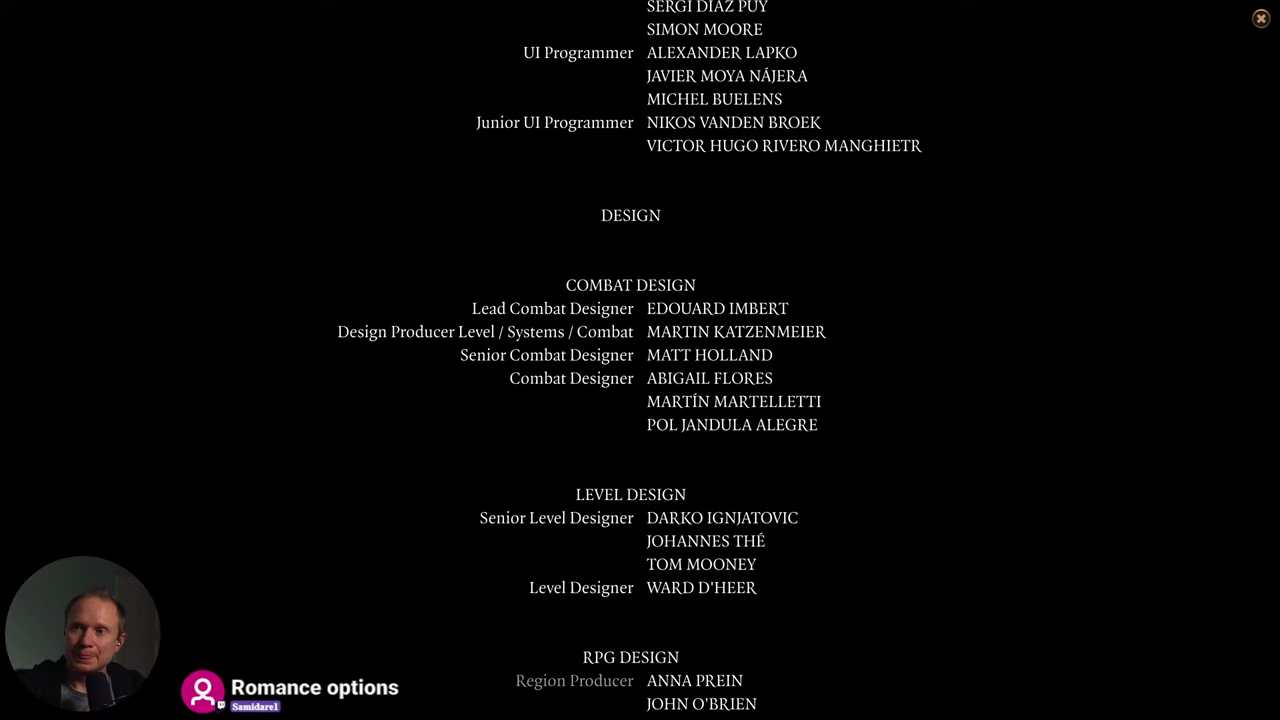 SERGI DIAZ PUY
SIMON MOORE
UI Programmer ALEXANDER LAPKO
JAVIER MOYA NÁJERA
MICHEL BUELENS
Junior UI Programmer NIKOS VANDEN BROEK
VICTOR HUGO RIVERO MANGHIETR
DESIGN
COMBAT DESIGN
Lead Combat Designer EDOUARD IMBERT
Design Producer Level / Systems / Combat MARTIN KATZENMEIER
Senior Combat Designer MATT HOLLAND
Combat Designer ABIGAIL FLORES
MARTÍN MARTELLETTI
POL JANDULA ALEGRE
LEVEL DESIGN
Senior Level Designer DARKO IGNJATOVIC
JOHANNES THÉ
TOM MOONEY
Level Designer WARD D'HEER
RPG DESIGN
Region Producer ANNA PREIN
JOHN O'BRIEN
Romance options
Samidare1